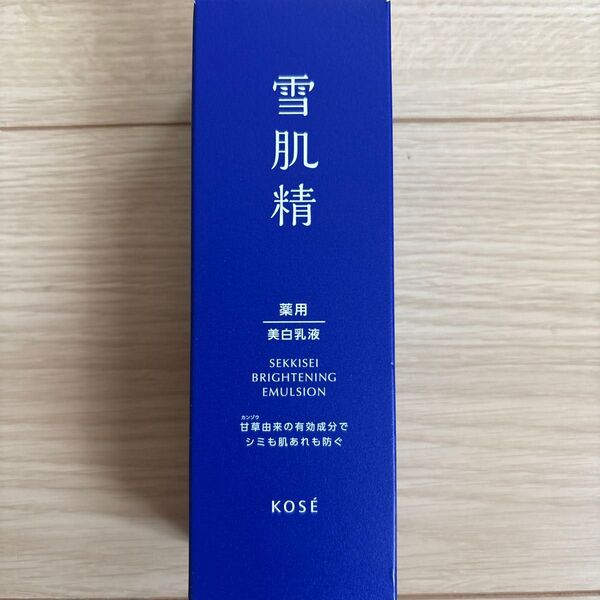 雪肌精
薬用
美白乳液
SEKKISEI
BRIGHTENING
EMULSION
カンゾウ
甘草由来の有効成分で
シミも肌あれも防ぐ
KOSÉ